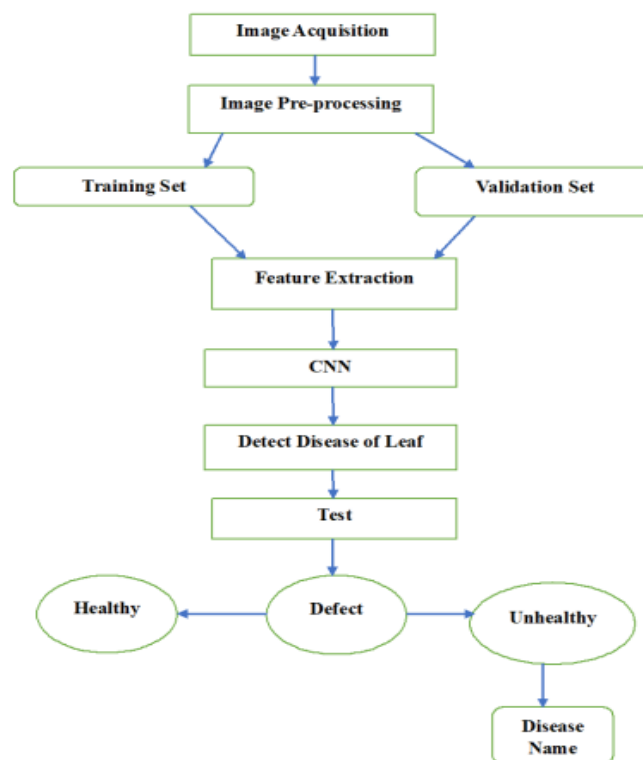 Image Acquisition
Image Pre-processing
Training Set
Validation Set
Feature Extraction
CNN
Detect Disease of Leaf
Test
Healthy
Defect
Unhealthy
Disease
Name